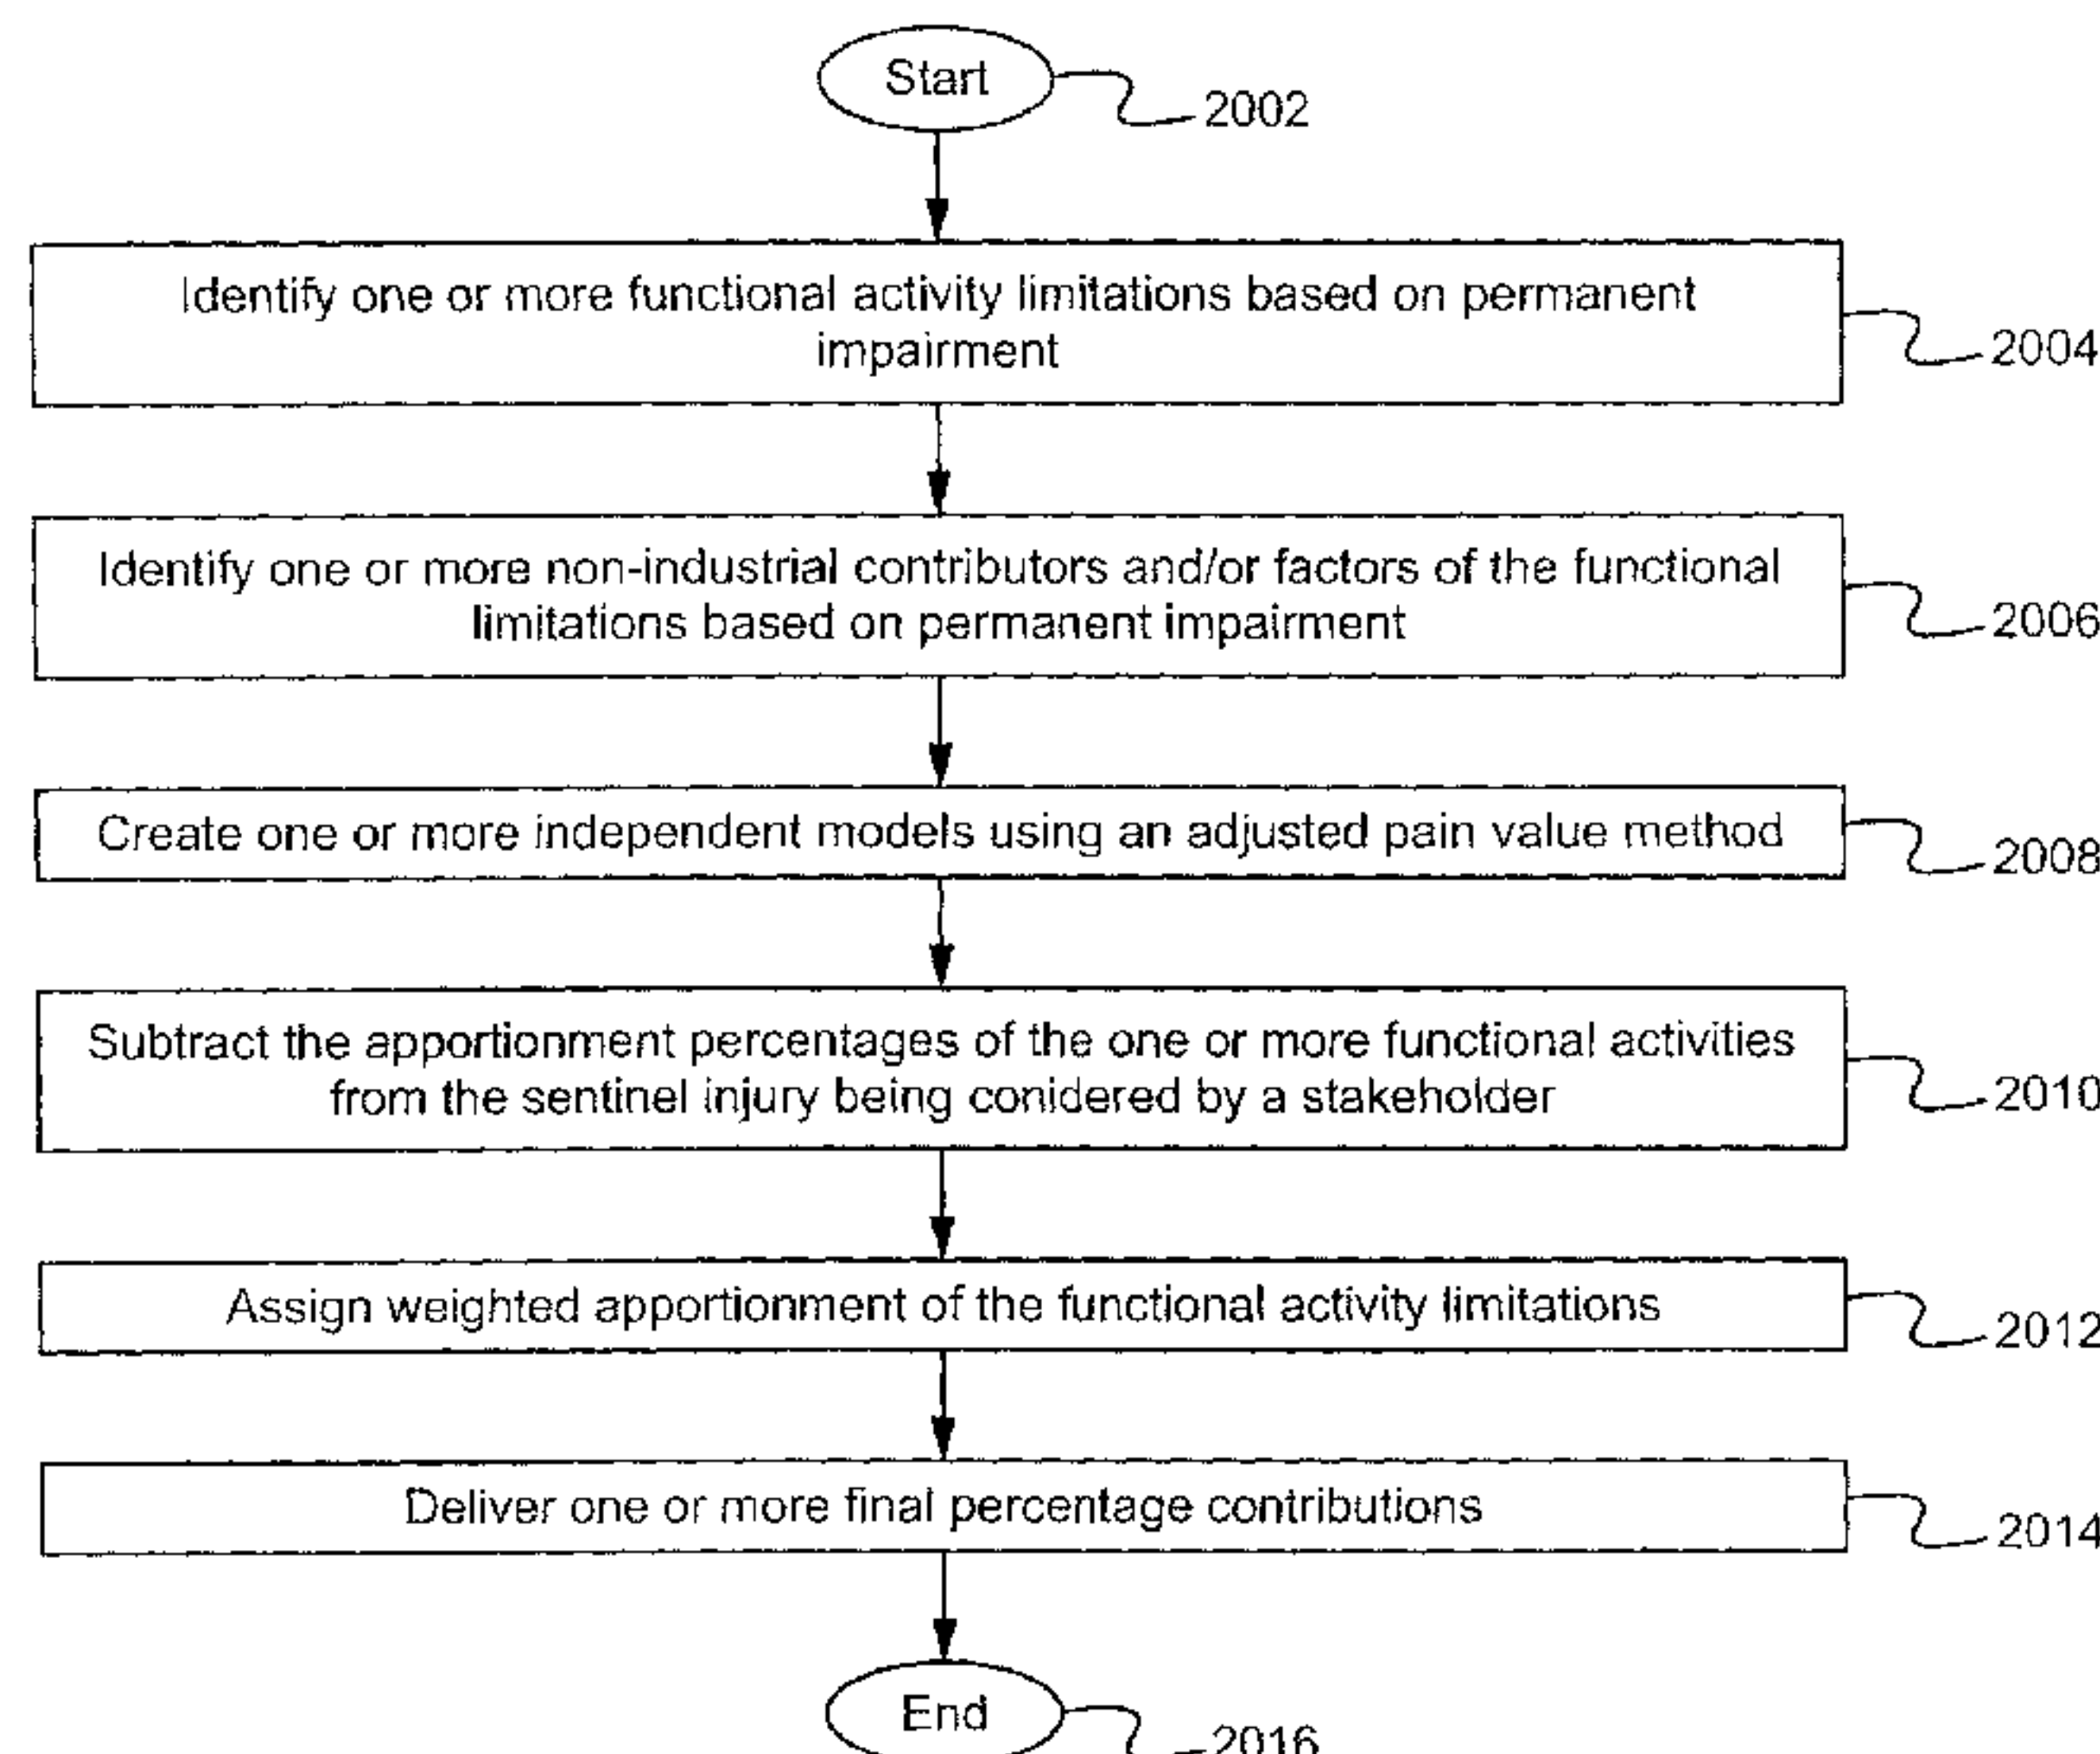 Start
2002
Identify one or more functional activity limitations based on permanent
impairment
2004
Identify one or more non-industrial contributors and/or factors of the functional
limitations based on permanent impairment
2006
Create one or more independent models using an adjusted pain value method
2008
Subtract the apportionment percentages of the one or more functional activities
from the sentinel injury being conidered by a stakeholder
2010
Assign weighted apportionment of the functional activity limitations
2012
Deliver one or more final percentage contributions
2014
End
2016